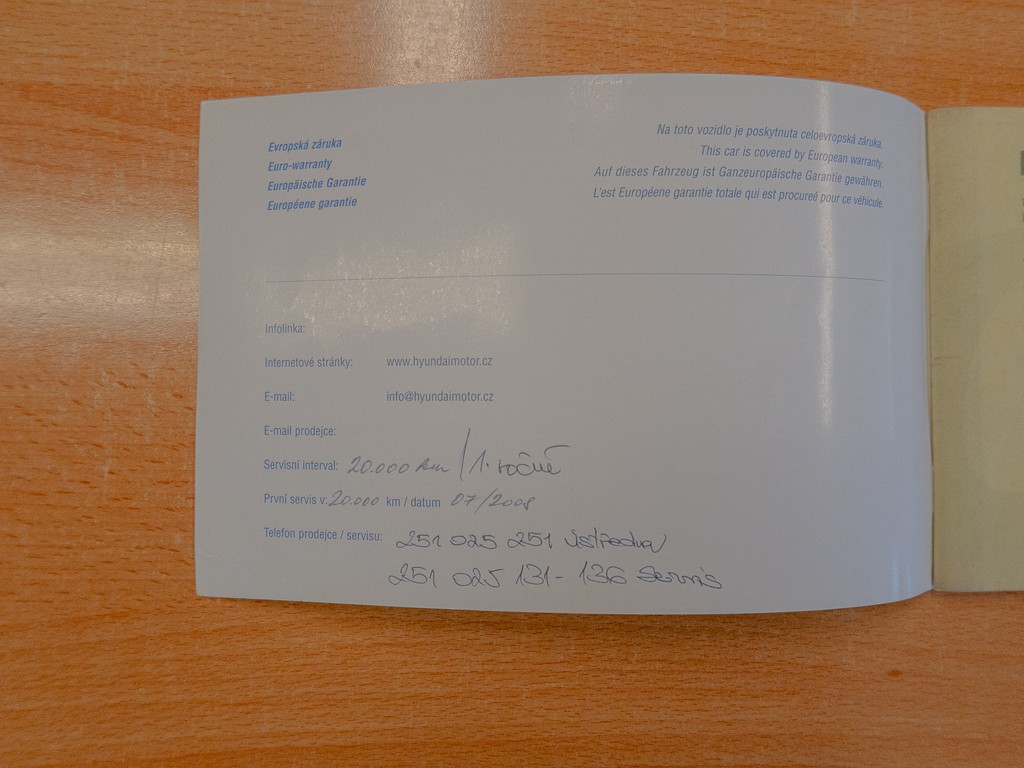 Evropská záruka
Euro-warranty
Europäische Garantie
Européene garantie
Na toto vozidlo je poskytnuta celoevropská záruka.
This car is covered by European warranty.
Auf dieses Fahrzeug ist Ganzeuropäische Garantie gewähren.
L'est Européene garantie totale qui est procureé pour ce véhicule.
Infolinka:
Internetové stránky: www.hyundaimotor.cz
E-mail: info@hyundaimotor.cz
E-mail prodejce:
Servisní interval: 20.000 km / 1. ročně
První servis v: 20.000 km / datum 07/2008
Telefon prodejce / servisu: 251 025 251 ústředna
251 025 131 - 136 servis